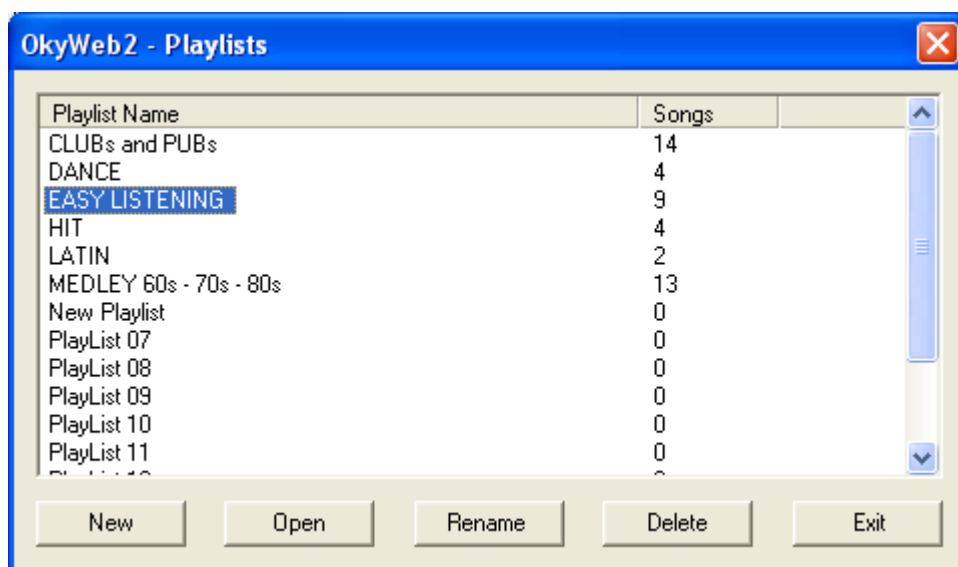 OkyWeb2 - Playlists
Playlist Name Songs
CLUBs and PUBs 14
DANCE 4
EASY LISTENING 9
HIT 4
LATIN 2
MEDLEY 60s - 70s - 80s 13
New Playlist 0
PlayList 07 0
PlayList 08 0
PlayList 09 0
PlayList 10 0
PlayList 11 0
New Open Rename Delete Exit